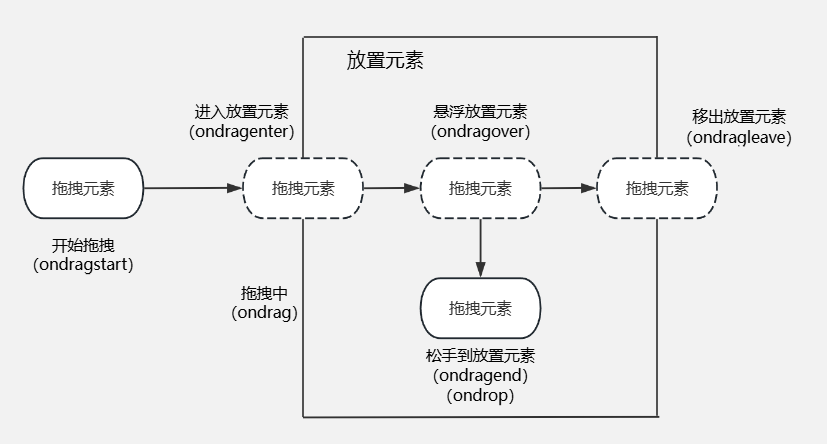 放置元素
进入放置元素
（ondragenter）
悬浮放置元素
（ondragover）
移出放置元素
（ondragleave）
拖拽元素
拖拽元素
拖拽元素
拖拽元素
开始拖拽
（ondragstart）
拖拽中
（ondrag）
拖拽元素
松手到放置元素
（ondragend）
（ondrop）